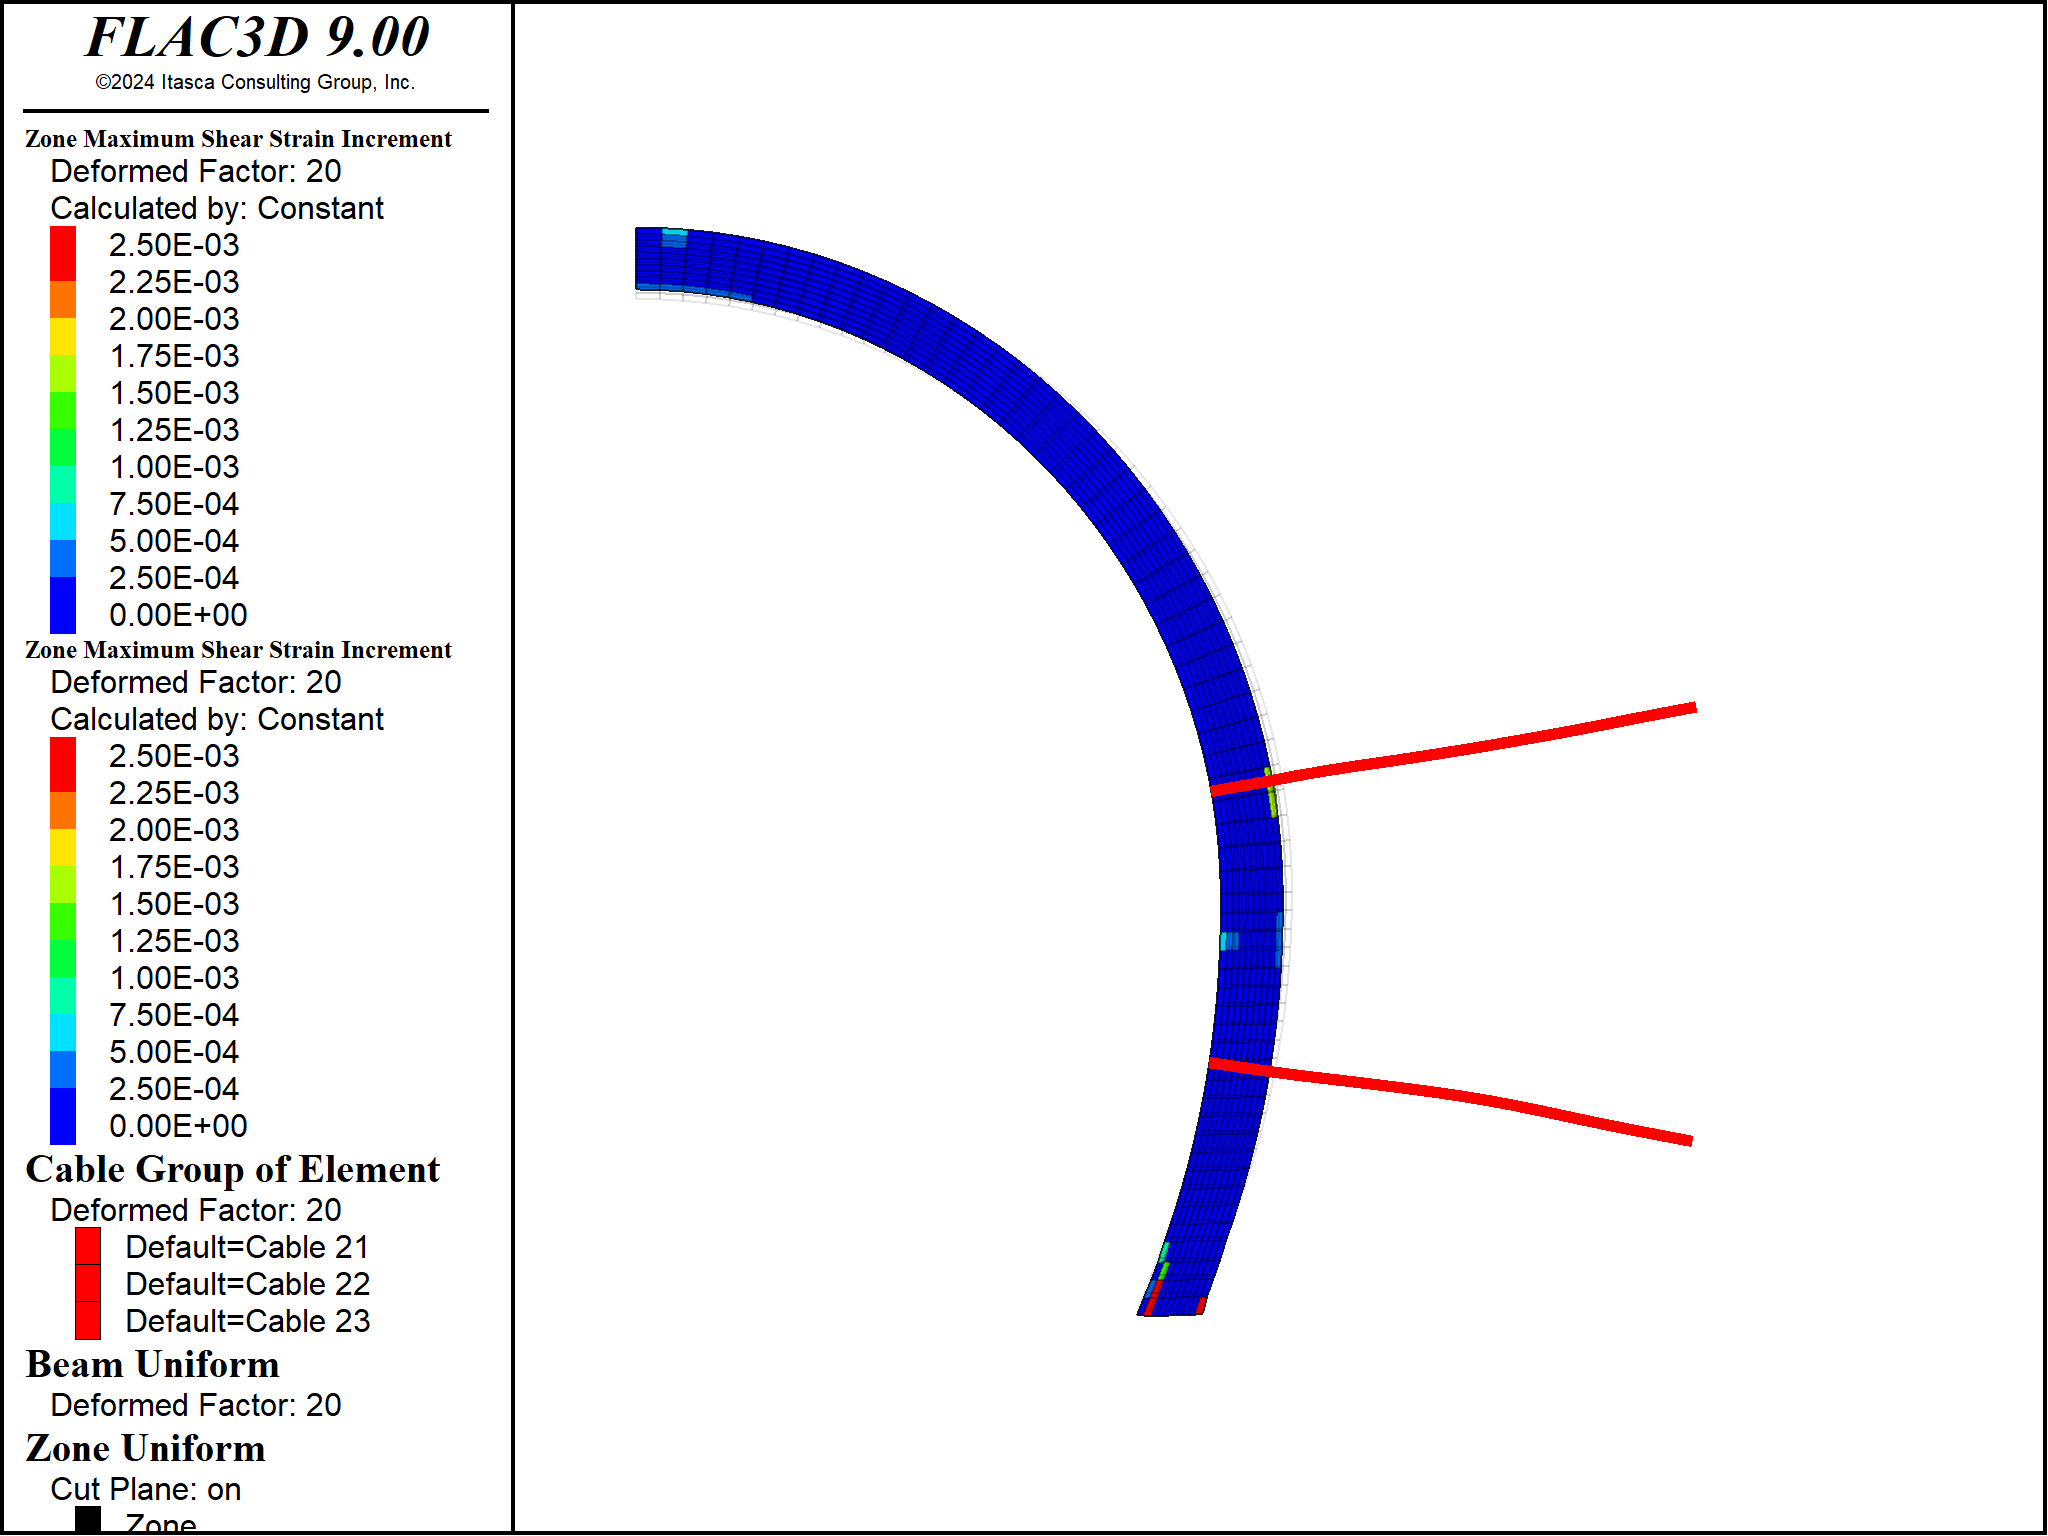 FLAC3D 9.00
©2024 Itasca Consulting Group, Inc.
Zone Maximum Shear Strain Increment
Deformed Factor: 20
Calculated by: Constant
2.50E-03
2.25E-03
2.00E-03
1.75E-03
1.50E-03
1.25E-03
1.00E-03
7.50E-04
5.00E-04
2.50E-04
0.00E+00
Zone Maximum Shear Strain Increment
Deformed Factor: 20
Calculated by: Constant
2.50E-03
2.25E-03
2.00E-03
1.75E-03
1.50E-03
1.25E-03
1.00E-03
7.50E-04
5.00E-04
2.50E-04
0.00E+00
Cable Group of Element
Deformed Factor: 20
Default=Cable 21
Default=Cable 22
Default=Cable 23
Beam Uniform
Deformed Factor: 20
Zone Uniform
Cut Plane: on
Zone